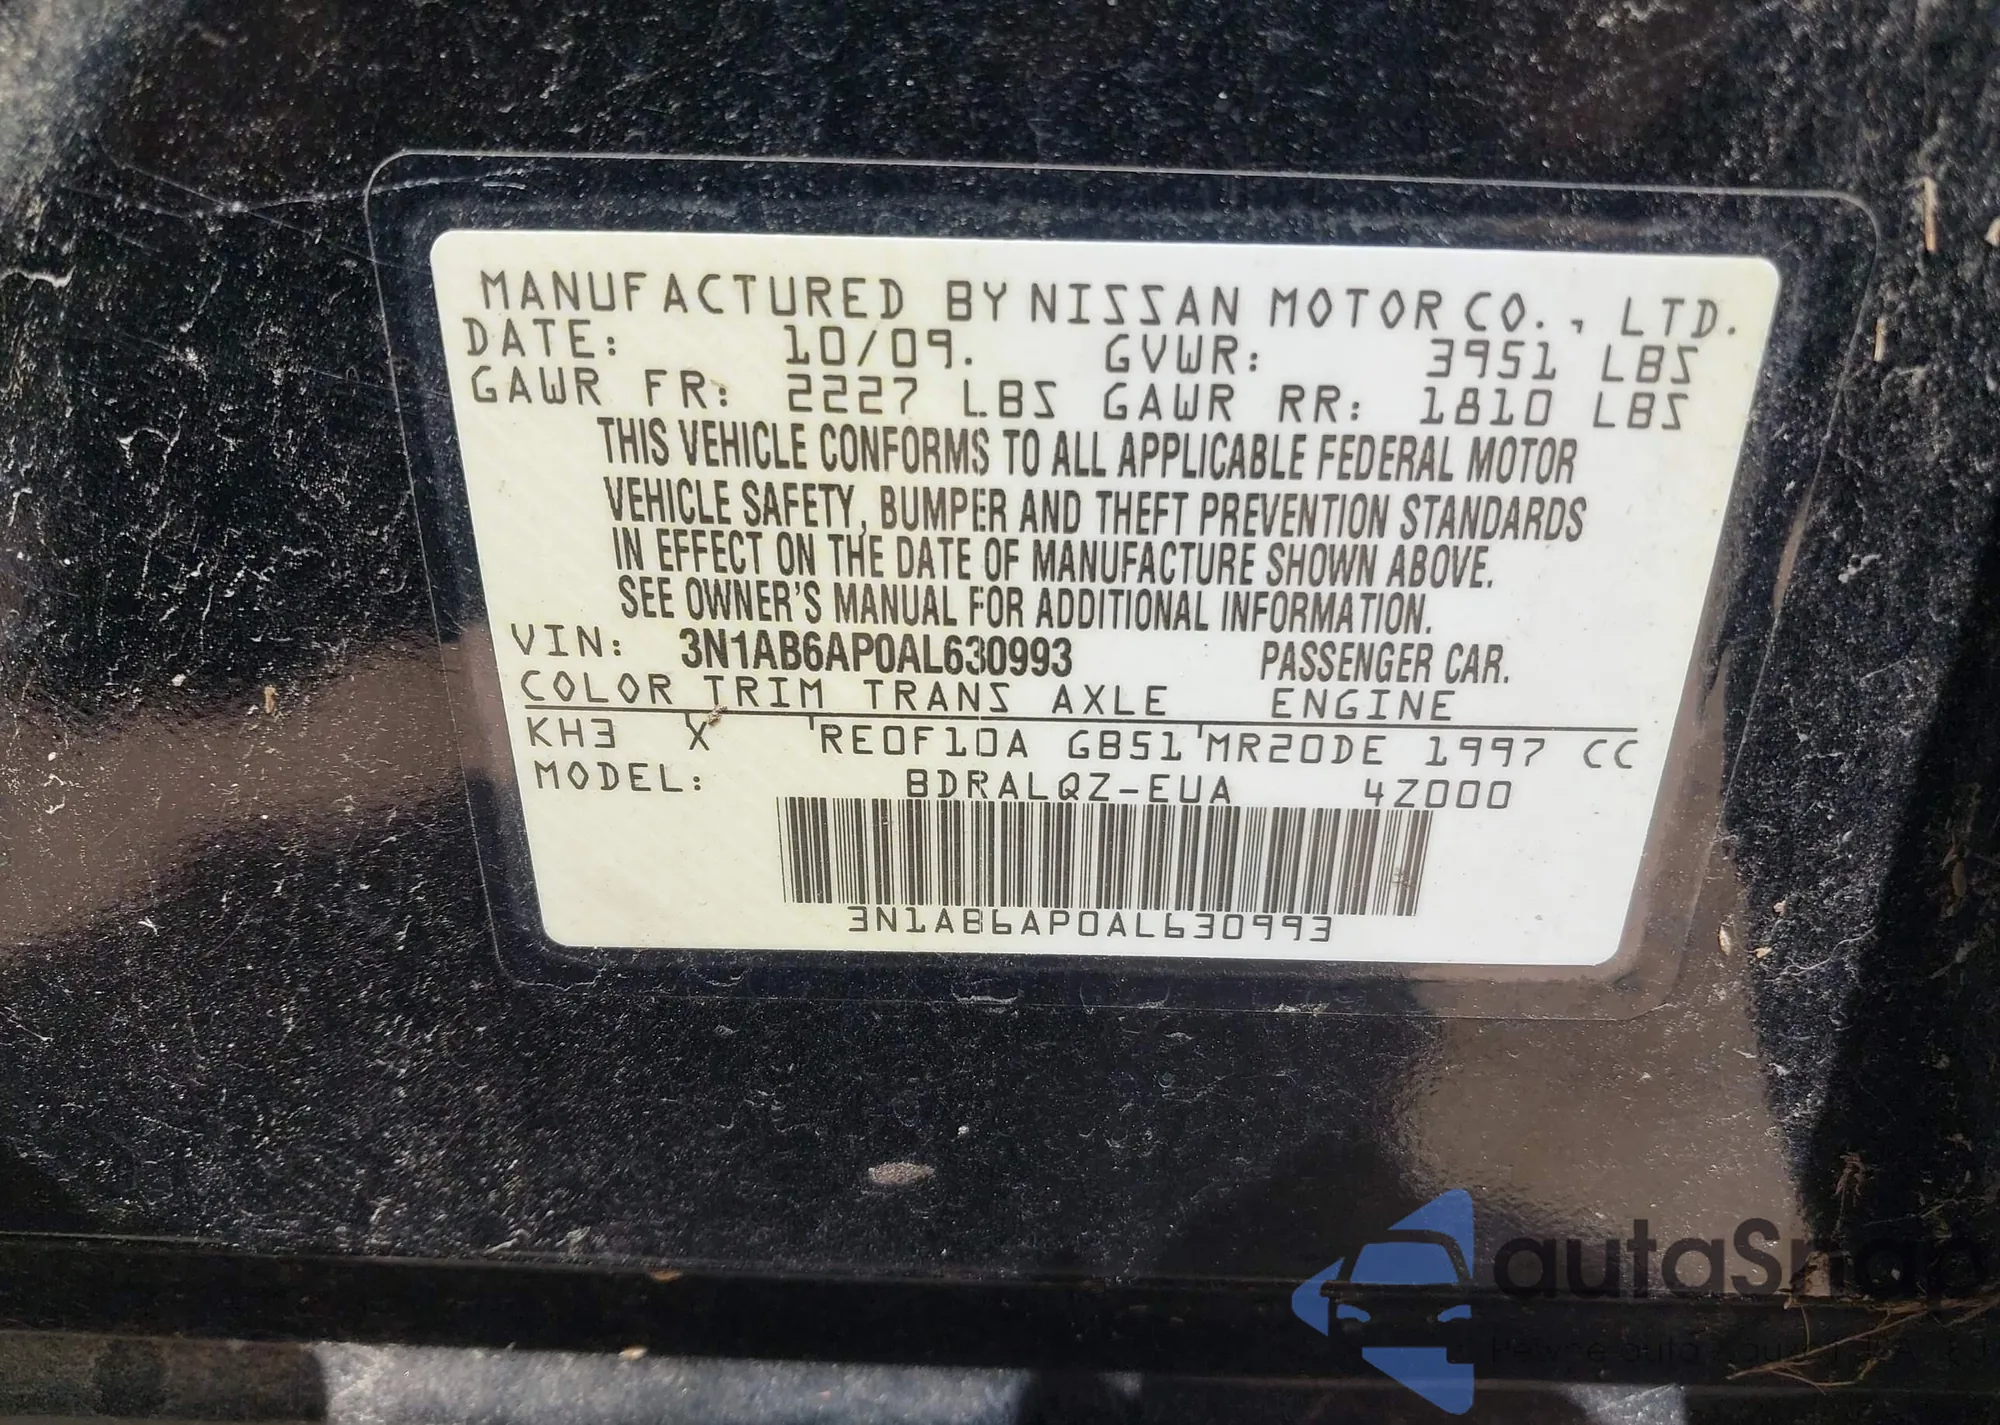 MANUFACTURED BY NISSAN MOTOR CO., LTD.
DATE: 10/09. GVWR: 3951 LBS
GAWR FR: 2227 LBS GAWR RR: 1810 LBS
THIS VEHICLE CONFORMS TO ALL APPLICABLE FEDERAL MOTOR
VEHICLE SAFETY, BUMPER AND THEFT PREVENTION STANDARDS
IN EFFECT ON THE DATE OF MANUFACTURE SHOWN ABOVE.
SEE OWNER'S MANUAL FOR ADDITIONAL INFORMATION.
VIN: 3N1AB6AP0AL630993 PASSENGER CAR.
COLOR TRIM TRANS AXLE ENGINE
KH3 X RE0F10A GB51 MR20DE 1997 CC
MODEL: BDRALQZ-EUA 4Z000
3N1AB6AP0AL630993
autaSnap